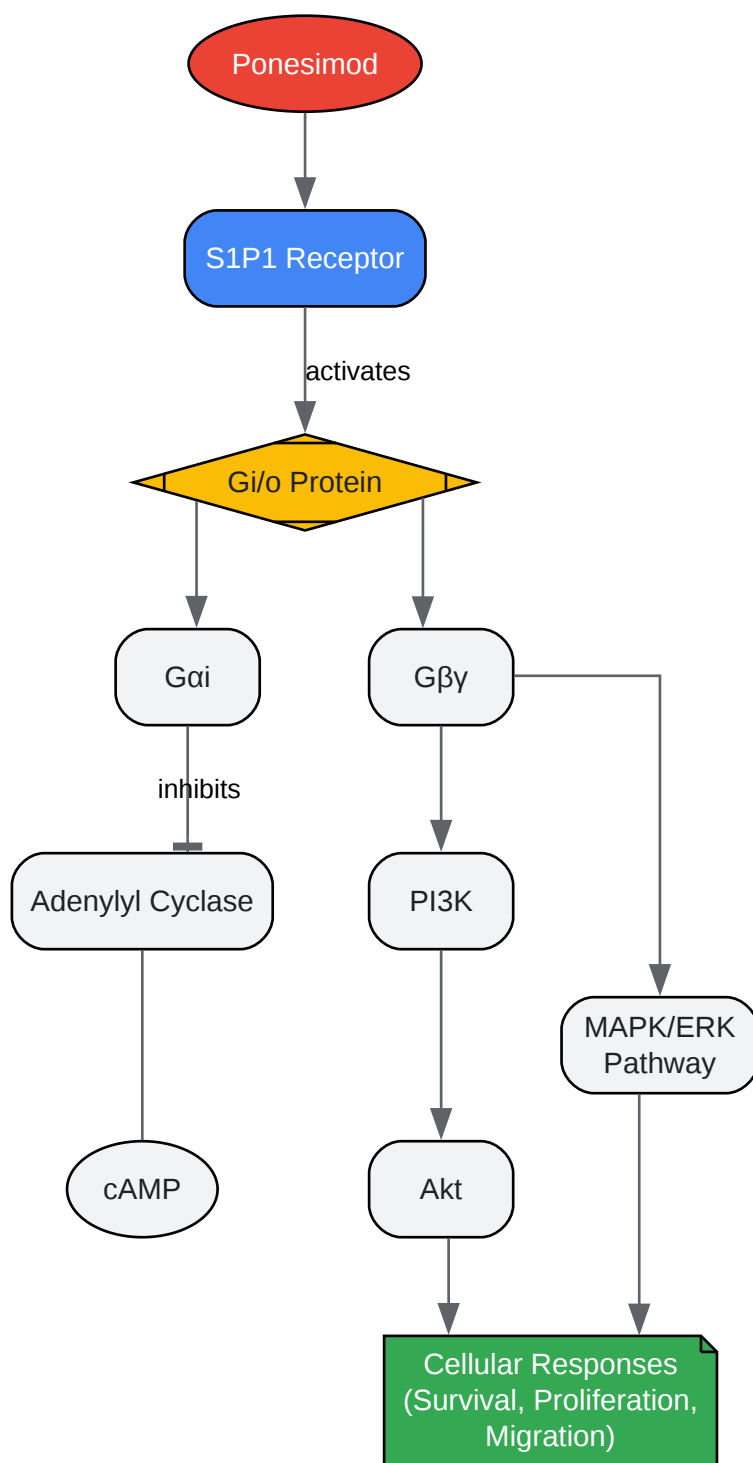 Ponesimod
S1P1 Receptor
activates
Gi/o Protein
Gαi
Gβγ
inhibits
Adenylyl Cyclase
PI3K
MAPK/ERK
Pathway
cAMP
Akt
Cellular Responses
(Survival, Proliferation,
Migration)